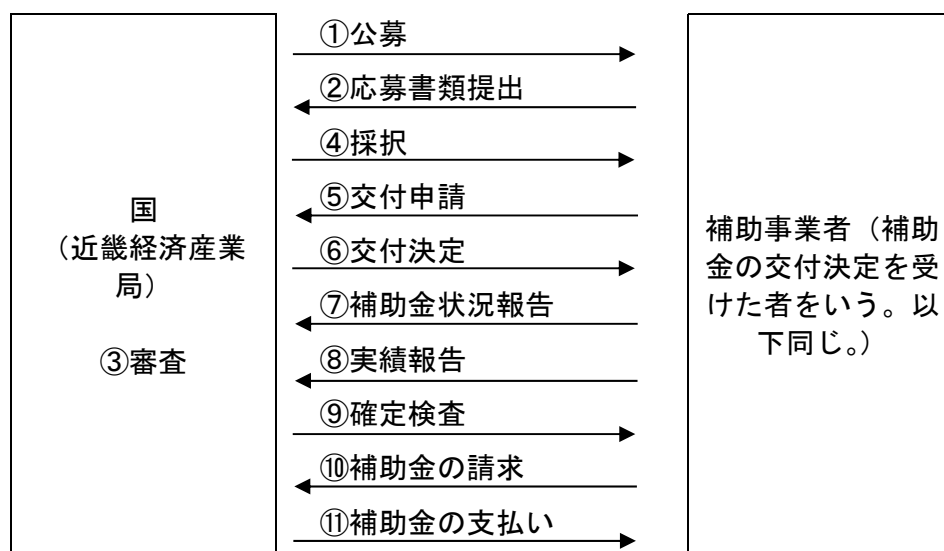 ①公募
②応募書類提出
④採択
⑤交付申請
⑥交付決定
⑦補助金状況報告
⑧実績報告
⑨確定検査
⑩補助金の請求
⑪補助金の支払い
国
（近畿経済産業
局）
③審査
補助事業者（補助
金の交付決定を受
けた者をいう。以
下同じ。）